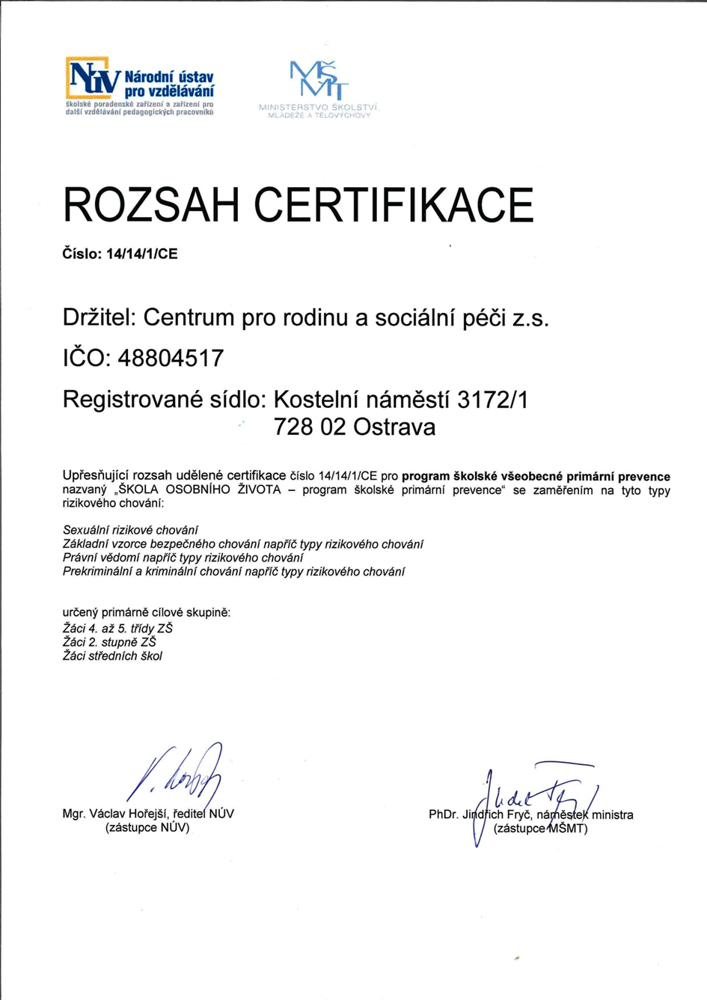 NÚV Národní ústav
pro vzdělávání
školské poradenské zařízení a zařízení pro
další vzdělávání pedagogických pracovníků
MŠMT
MINISTERSTVO ŠKOLSTVÍ,
MLÁDEŽE A TĚLOVÝCHOVY
ROZSAH CERTIFIKACE
Číslo: 14/14/1/CE
Držitel: Centrum pro rodinu a sociální péči z.s.
IČO: 48804517
Registrované sídlo: Kostelní náměstí 3172/1
728 02 Ostrava
Upřesňující rozsah udělené certifikace číslo 14/14/1/CE pro program školské všeobecné primární prevence
nazvaný „ŠKOLA OSOBNÍHO ŽIVOTA – program školské primární prevence“ se zaměřením na tyto typy
rizikového chování:
Sexuální rizikové chování
Základní vzorce bezpečného chování napříč typy rizikového chování
Právní vědomí napříč typy rizikového chování
Prekriminální a kriminální chování napříč typy rizikového chování
určený primárně cílové skupině:
Žáci 4. až 5. třídy ZŠ
Žáci 2. stupně ZŠ
Žáci středních škol
Mgr. Václav Hořejší, ředitel NÚV
(zástupce NÚV)
PhDr. Jindřich Fryč, náměstek ministra
(zástupce MŠMT)